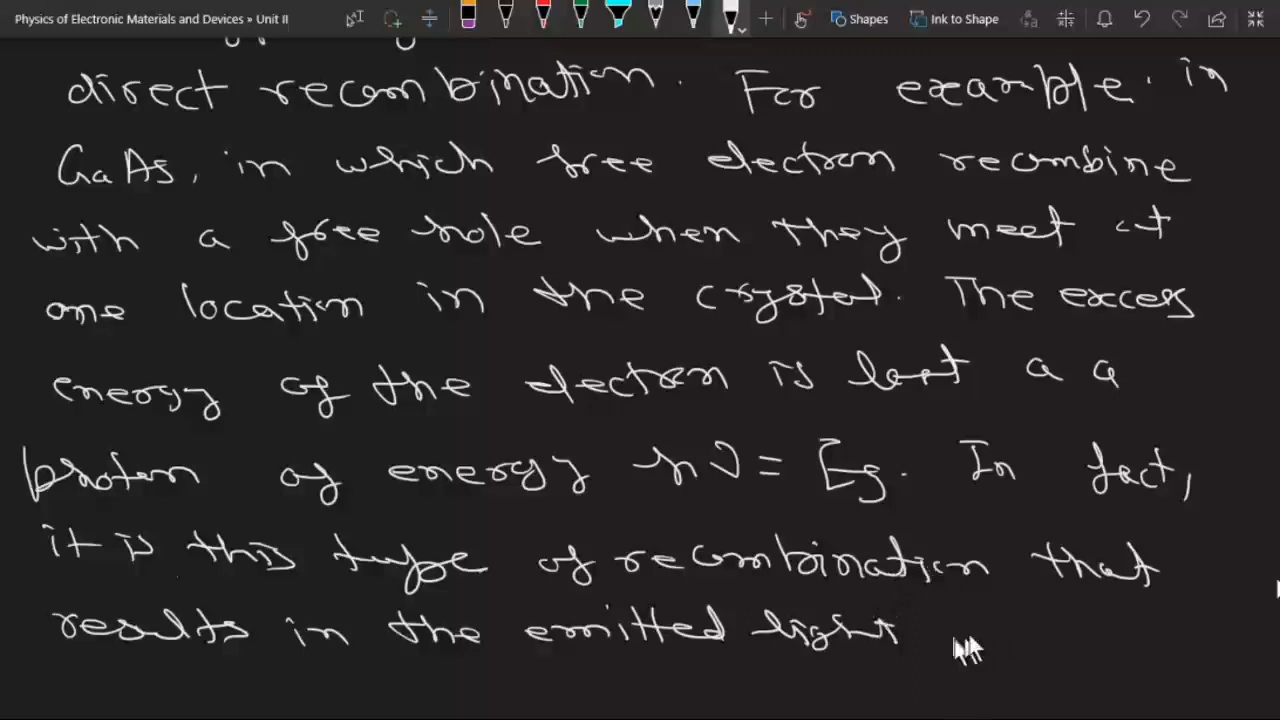 Physics of Electronic Materials and Devices » Unit II
Shapes
Ink to Shape
direct recombination. For example. in
GaAs, in which free electron recombine
with a free hole when they meet at
one location in the crystal. The excess
energy of the electron is lost a a
photon of energy hν = Eg. In fact,
it is this type of recombination that
results in the emitted light